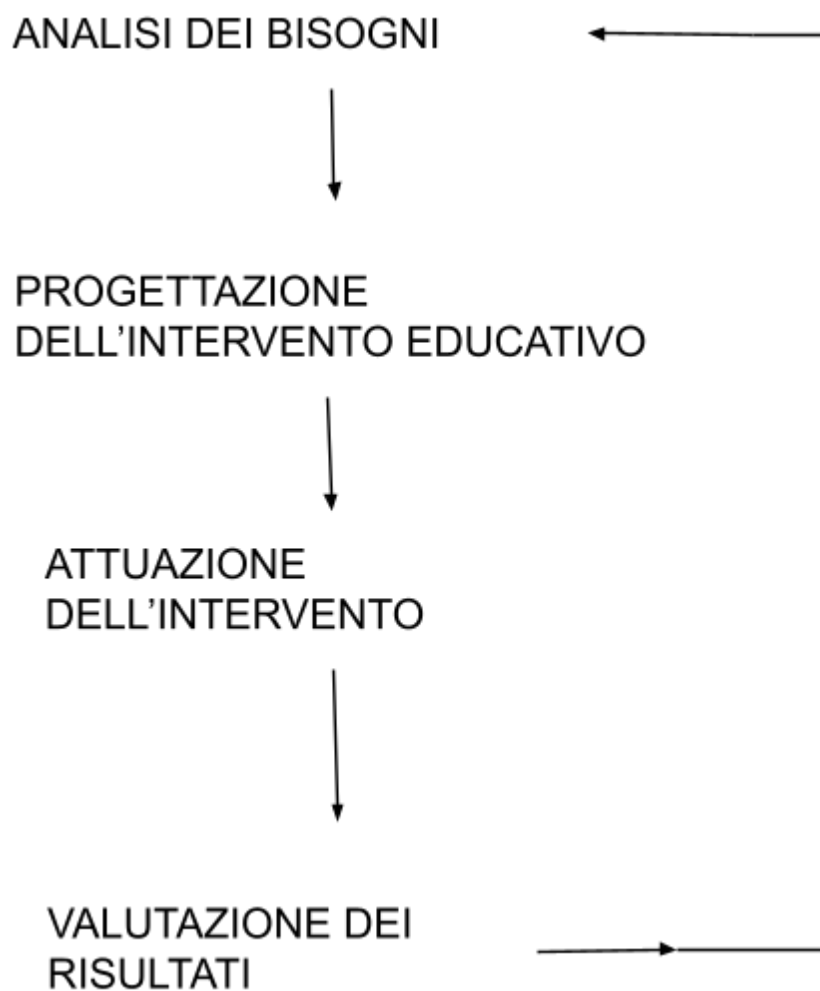 ANALISI DEI BISOGNI
PROGETTAZIONE
DELL’INTERVENTO EDUCATIVO
ATTUAZIONE
DELL’INTERVENTO
VALUTAZIONE DEI
RISULTATI